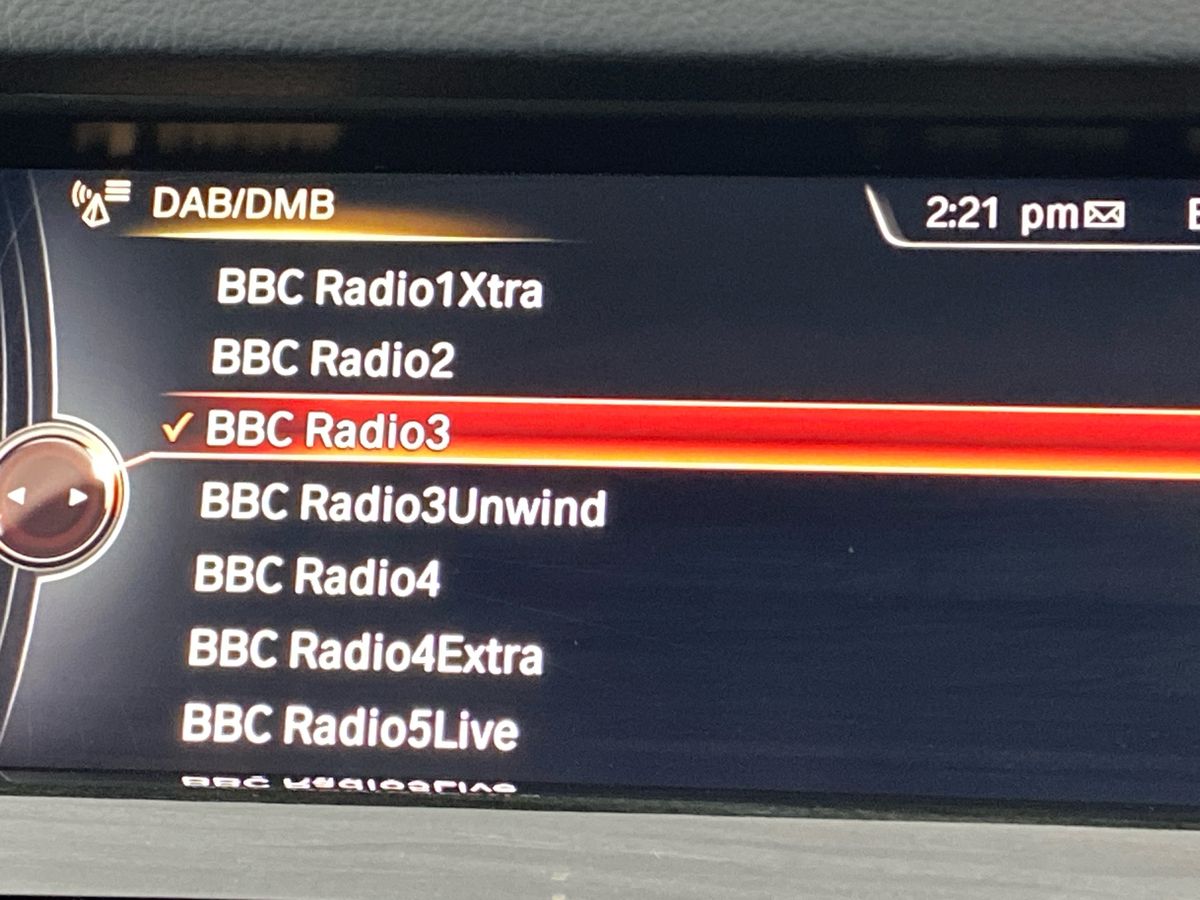 DAB/DMB
2:21 pm
BBC Radio1Xtra
BBC Radio2
BBC Radio3
BBC Radio3Unwind
BBC Radio4
BBC Radio4Extra
BBC Radio5Live